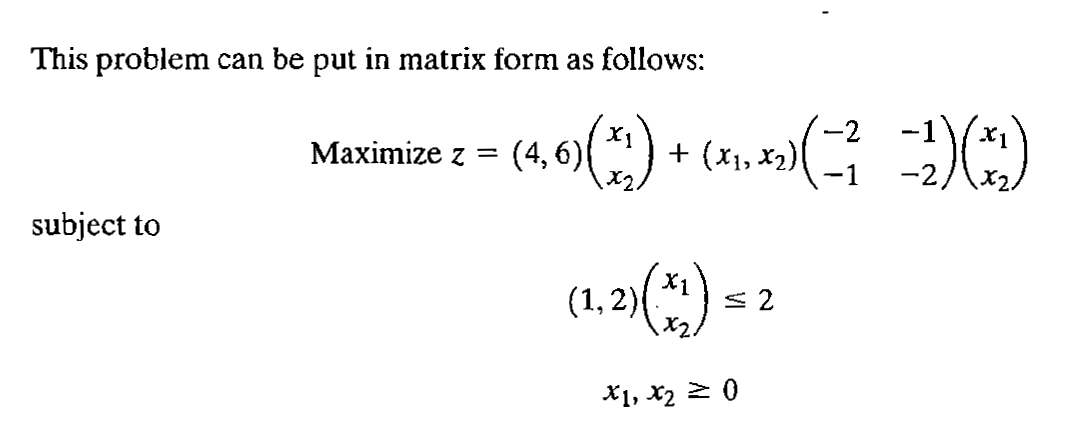 This problem can be put in matrix form as follows:
Maximize z = (4, 6)(x₁ x₂) + (x₁, x₂)(−2 −1 −1 −2)(x₁ x₂)
subject to
(1, 2)(x₁ x₂) ≤ 2
x₁, x₂ ≥ 0